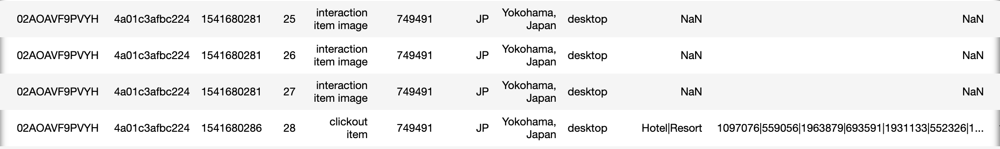 02AOAVF9PVYH 4a01c3afbc224 1541680281 25 interaction item image 749491 JP Yokohama, Japan desktop NaN NaN
02AOAVF9PVYH 4a01c3afbc224 1541680281 26 interaction item image 749491 JP Yokohama, Japan desktop NaN NaN
02AOAVF9PVYH 4a01c3afbc224 1541680281 27 interaction item image 749491 JP Yokohama, Japan desktop NaN NaN
02AOAVF9PVYH 4a01c3afbc224 1541680286 28 clickout item 749491 JP Yokohama, Japan desktop Hotel|Resort 1097076|559056|1963879|693591|1931133|552326|1...